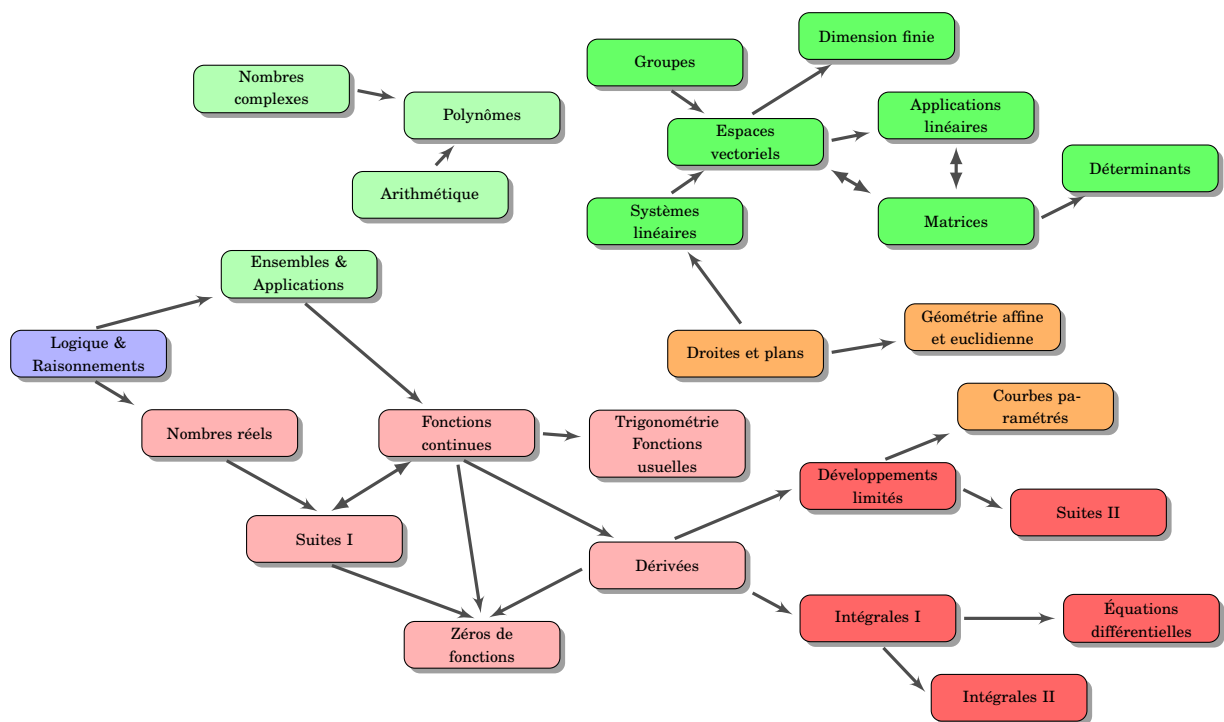 Dimension finie
Groupes
Nombres
complexes
Polynômes
Applications
linéaires
Espaces
vectoriels
Déterminants
Arithmétique
Systèmes
linéaires
Matrices
Ensembles &
Applications
Géométrie affine
et euclidienne
Logique &
Raisonnements
Droites et plans
Courbes pa-
ramétrés
Nombres réels
Fonctions
continues
Trigonométrie
Fonctions
usuelles
Développements
limités
Suites II
Suites I
Dérivées
Intégrales I
Équations
différentielles
Zéros de
fonctions
Intégrales II